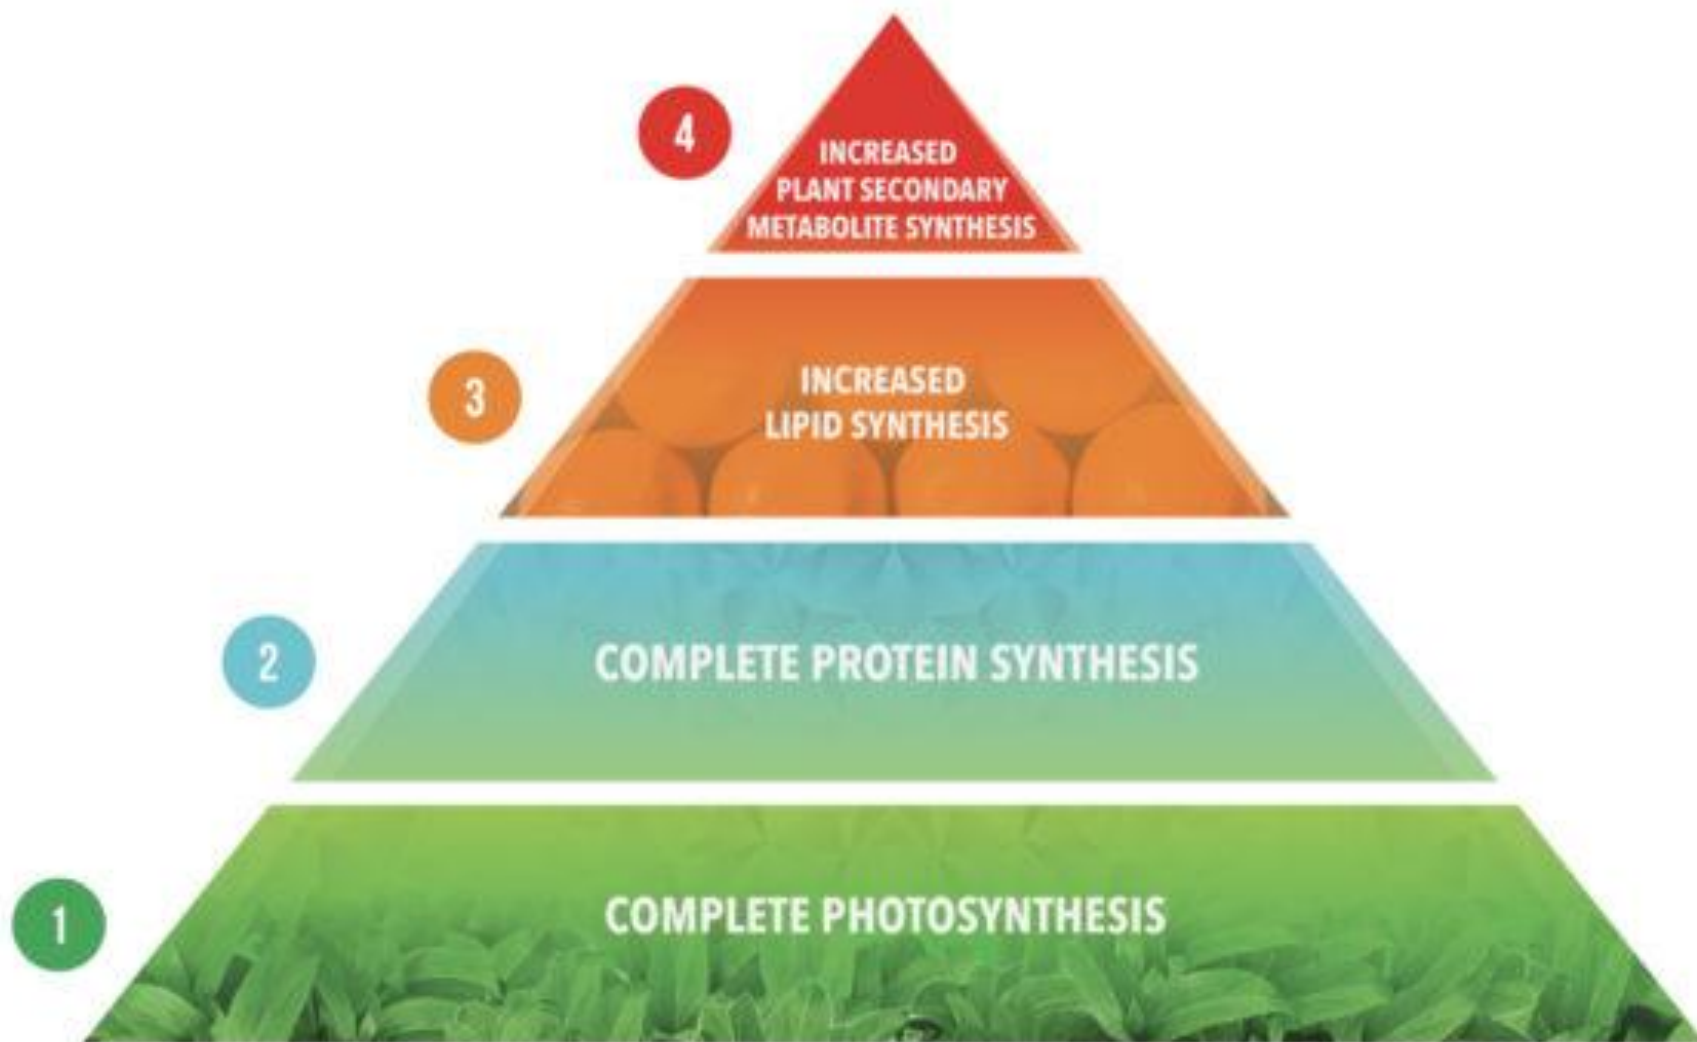 4
INCREASED
PLANT SECONDARY
METABOLITE SYNTHESIS
3
INCREASED
LIPID SYNTHESIS
2
COMPLETE PROTEIN SYNTHESIS
1
COMPLETE PHOTOSYNTHESIS